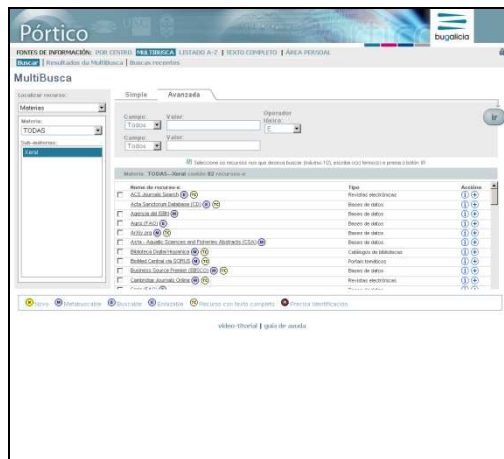 Pórtico
bugalicia
FONTES DE INFORMACIÓN: POR CENTRO MULTIBUSCA LISTADO A-Z | TEXTO COMPLETO | ÁREA PERSOAL
Buscar | Resultados da MultiBusca | Buscas recentes
MultiBusca
Localizar recurso:
Simple Avanzada
Materias
Materia:
TODAS
Sub-materias:
Xeral
Campo: Valor: Operador lóxico:
Todos E
Campo: Valor:
Todos
ir
Seleccione os recursos nos que desexa buscar (máximo 10), escriba o(s) termo(s) e prema o botón IR
Materia: TODAS--Xeral contén 82 recursos-e
Nome do recurso-e Tipo Accións
ACS Journals Search Revistas electrónicas
Acta Sanctorum Database (CD) Bases de datos
Agencia del ISBN Bases de datos
Agris (FAO) Bases de datos
ArXiv.org Bases de datos
Asfa - Aquatic Sciences and Fisheries Abstracts (CSA) Bases de datos
Biblioteca Dixital Hispánica Catálogos de bibliotecas
BioMed Central via SCIRUS Portais temáticos
Business Source Premier (EBSCO) Bases de datos
Cambridge Journals Online Revistas electrónicas
Novo Metabuscable Buscable Enlazable Recurso con texto completo Precisa identificación
video-titorial | guía de axuda